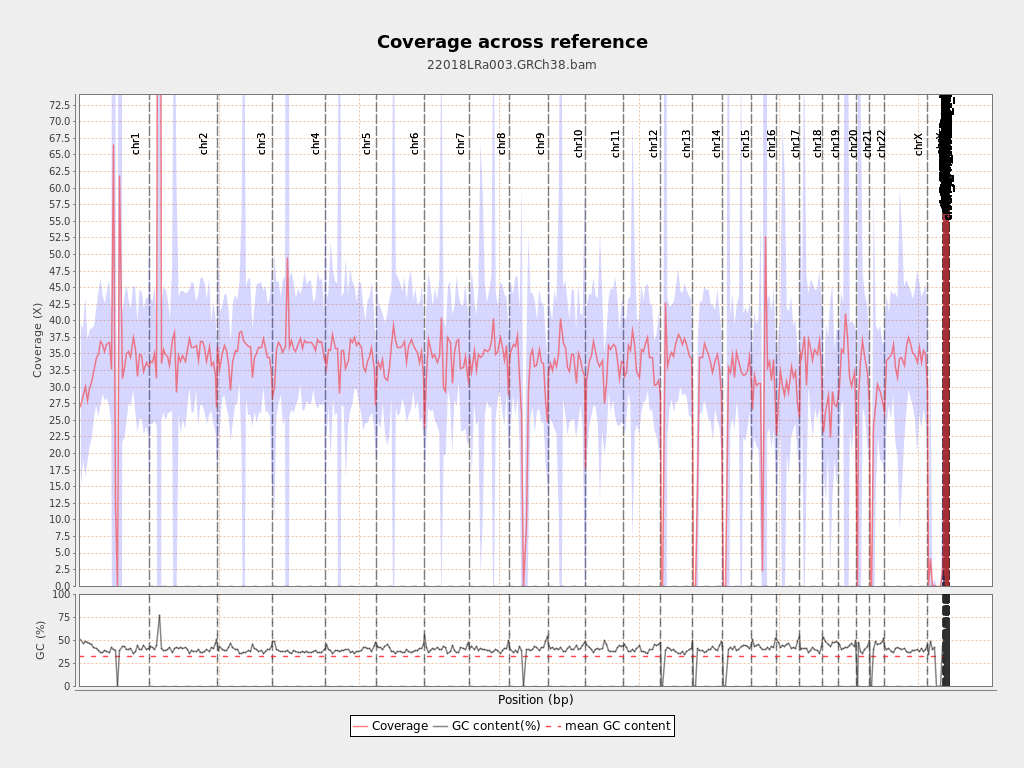 Coverage across reference
22018LRa003.GRCh38.bam
Coverage (X)
72.5
70.0
67.5
65.0
62.5
60.0
57.5
55.0
52.5
50.0
47.5
45.0
42.5
40.0
37.5
35.0
32.5
30.0
27.5
25.0
22.5
20.0
17.5
15.0
12.5
10.0
7.5
5.0
2.5
0.0
chr1
chr2
chr3
chr4
chr5
chr6
chr7
chr8
chr9
chr10
chr11
chr12
chr13
chr14
chr15
chr16
chr17
chr18
chr19
chr20
chr21
chr22
chrX
GC (%)
100
75
50
25
0
Position (bp)
Coverage GC content(%) mean GC content